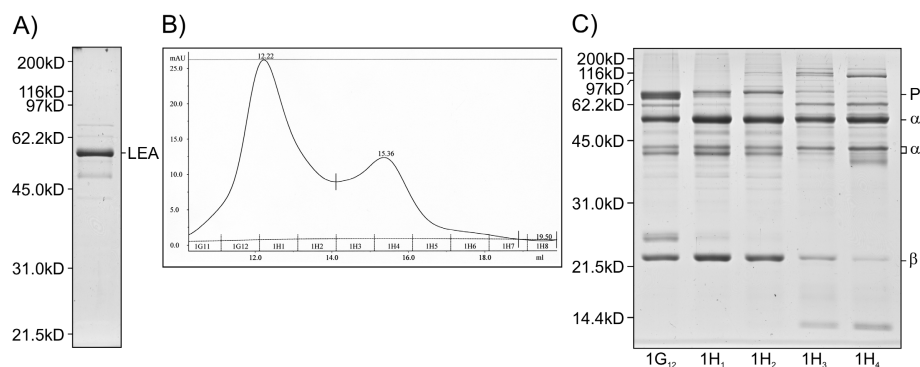 A)
200kD
116kD
97kD
62.2kD
LEA
45.0kD
31.0kD
21.5kD
B)
mAU
25.0
20.0
15.0
10.0
5.0
0.0
12.22
15.36
19.50
1G11 1G12 1H1 1H2 1H3 1H4 1H5 1H6 1H7 1H8
12.0 14.0 16.0 18.0 ml
C)
200kD
116kD
97kD
62.2kD
45.0kD
31.0kD
21.5kD
14.4kD
P
α
α
β
1G₁₂ 1H₁ 1H₂ 1H₃ 1H₄